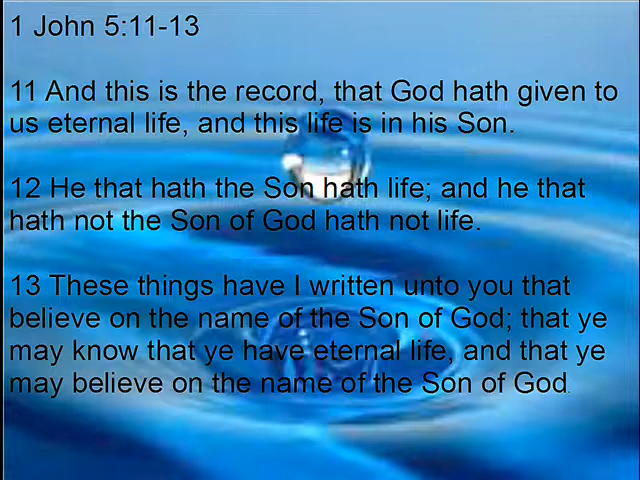 1 John 5:11-13
11 And this is the record, that God hath given to
us eternal life, and this life is in his Son.
12 He that hath the Son hath life; and he that
hath not the Son of God hath not life.
13 These things have I written unto you that
believe on the name of the Son of God; that ye
may know that ye have eternal life, and that ye
may believe on the name of the Son of God.